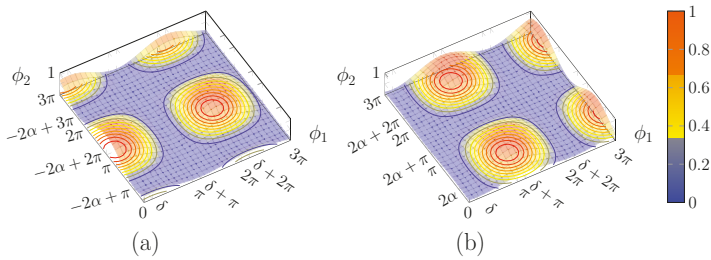 ϕ₂
1
3π
−2α + 3π
2π
−2α + 2π
π
−2α + π
0
δ
π
δ + π
2π
δ + 2π
3π
ϕ₁
(a)
ϕ₂
1
3π
2α + 2π
2π
2α + π
π
2α
0
δ
π
δ + π
2π
δ + 2π
3π
ϕ₁
(b)
1
0.8
0.6
0.4
0.2
0